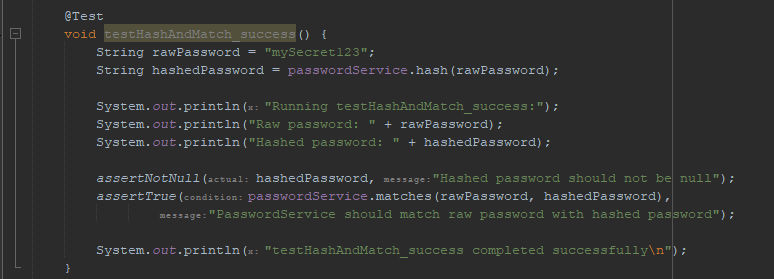 @Test
void testHashAndMatch_success() {
String rawPassword = "mySecret123";
String hashedPassword = passwordService.hash(rawPassword);
System.out.println(x: "Running testHashAndMatch_success:");
System.out.println("Raw password: " + rawPassword);
System.out.println("Hashed password: " + hashedPassword);
assertNotNull(actual: hashedPassword, message: "Hashed password should not be null");
assertTrue(condition: passwordService.matches(rawPassword, hashedPassword),
message: "PasswordService should match raw password with hashed password");
System.out.println(x: "testHashAndMatch_success completed successfully\n");
}